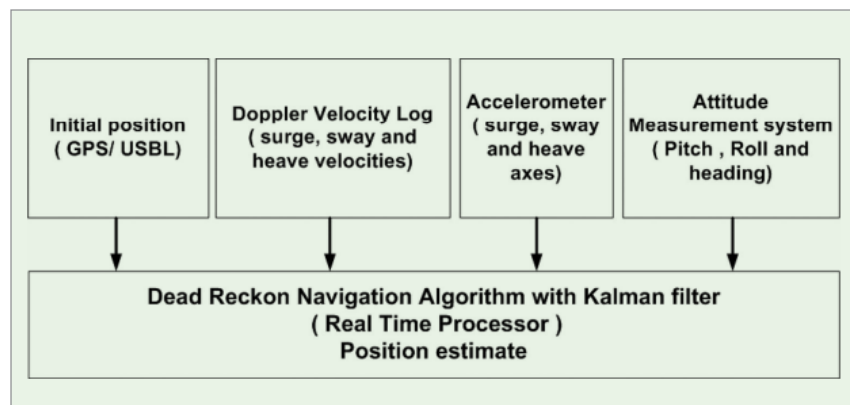 Initial position
( GPS/ USBL)
Doppler Velocity Log
( surge, sway and
heave velocities)
Accelerometer
( surge, sway
and heave
axes)
Attitude
Measurement system
( Pitch , Roll and
heading)
Dead Reckon Navigation Algorithm with Kalman filter
( Real Time Processor )
Position estimate